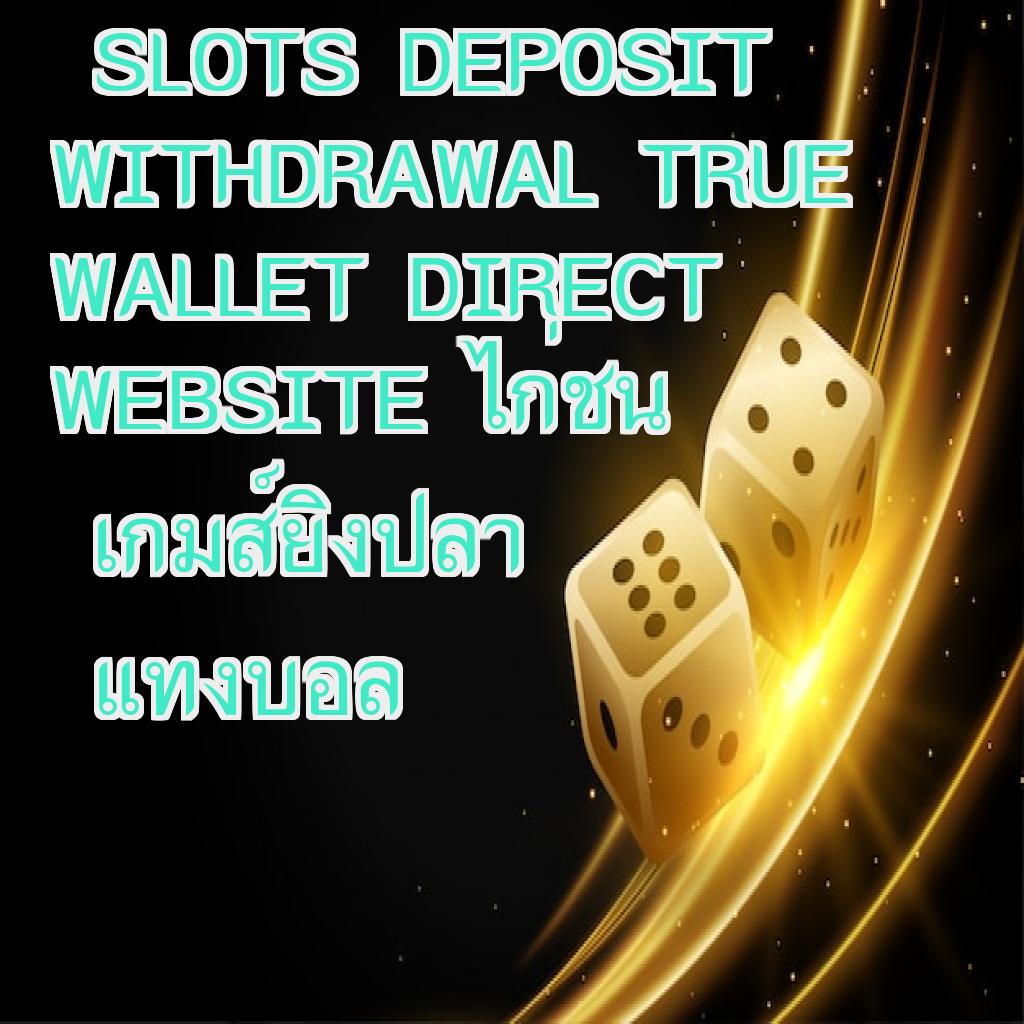 SLOTS DEPOSIT
WITHDRAWAL TRUE
WALLET DIRECT
WEBSITE ไก่ชน
เกมส์ยิงปลา
แทงบอล